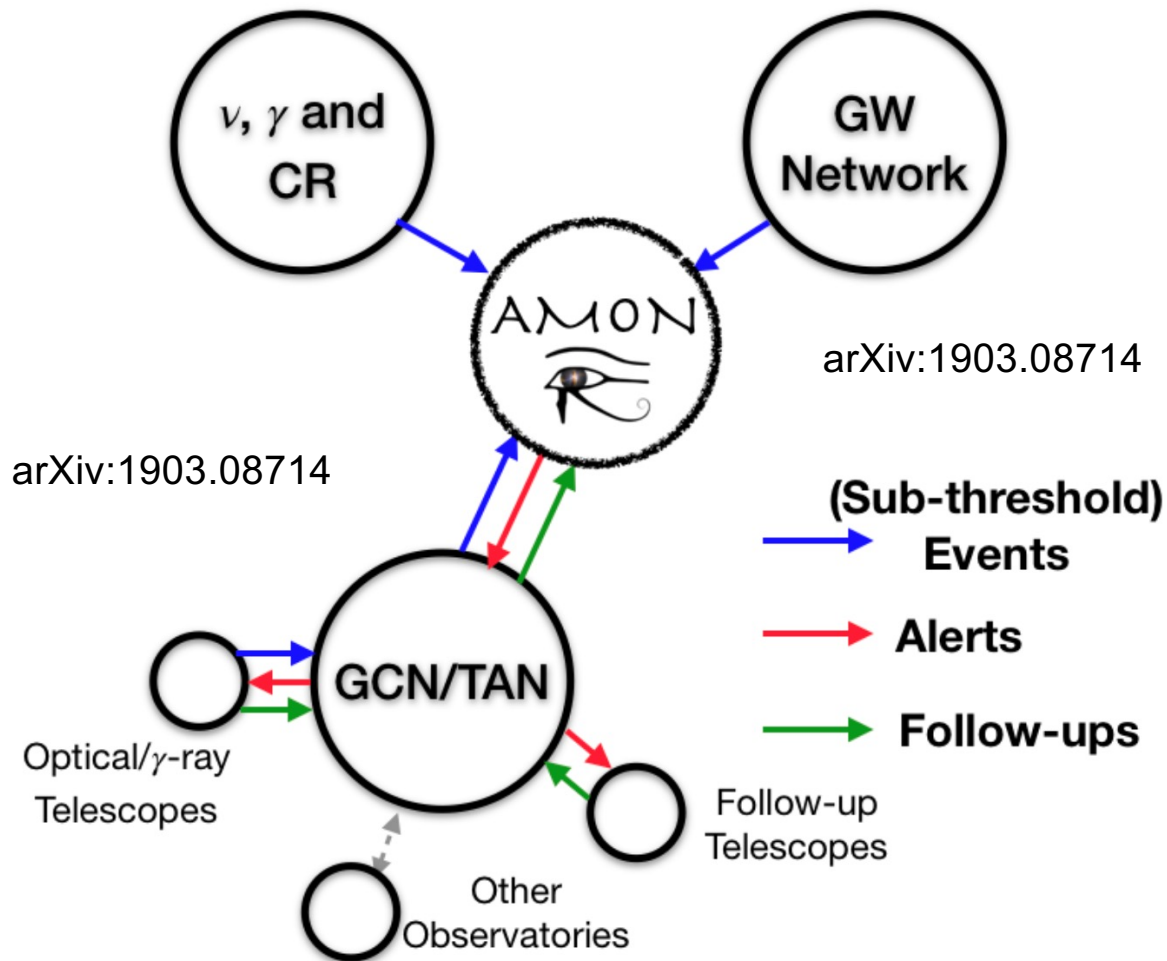 ν, γ and
CR
GW
Network
AMON
arXiv:1903.08714
arXiv:1903.08714
(Sub-threshold)
Events
Alerts
Follow-ups
GCN/TAN
Optical/γ-ray
Telescopes
Follow-up
Telescopes
Other
Observatories